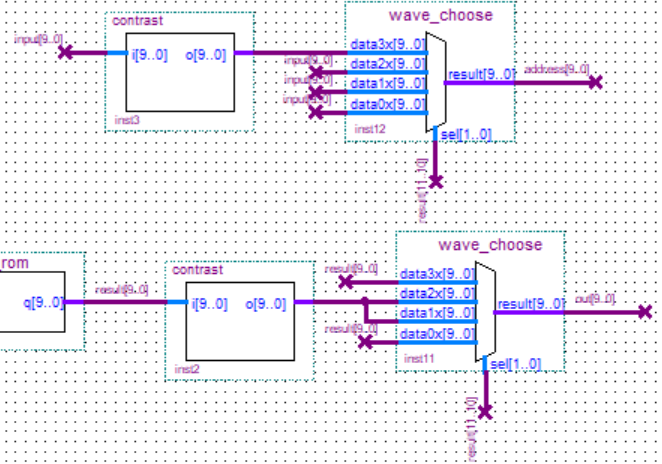 contrast
wave_choose
input[9..0]
i[9..0] o[9..0]
data3x[9..0]
input[9..0]
data2x[9..0]
input[9..0]
data1x[9..0]
input[9..0]
data0x[9..0]
result[9..0]
address[9..0]
inst3
inst12
sel[1..0]
result[11..10]
rom
q[9..0]
result[9..0]
contrast
i[9..0] o[9..0]
inst2
wave_choose
result[9..0]
data3x[9..0]
data2x[9..0]
data1x[9..0]
result[9..0]
data0x[9..0]
result[9..0]
out[9..0]
inst11
sel[1..0]
result[11..10]